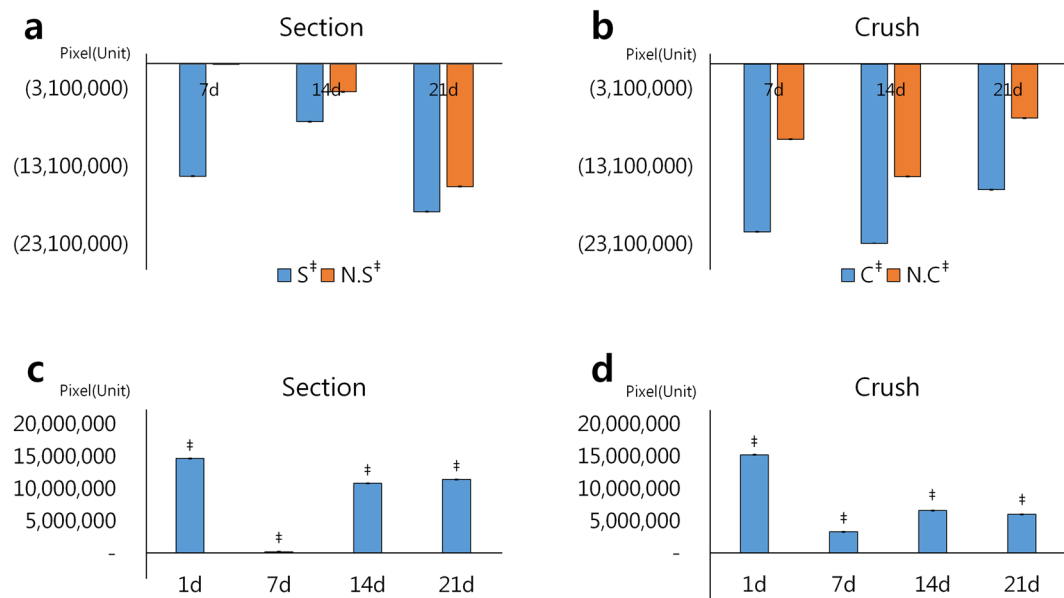 a
Section
Pixel(Unit)
(3,100,000)
(13,100,000)
(23,100,000)
7d
14d
21d
S‡ N.S‡
b
Crush
Pixel(Unit)
(3,100,000)
(13,100,000)
(23,100,000)
7d
14d
21d
C‡ N.C‡
c
Section
Pixel(Unit)
20,000,000
15,000,000
10,000,000
5,000,000
-
‡ ‡ ‡ ‡
1d 7d 14d 21d
d
Crush
Pixel(Unit)
20,000,000
15,000,000
10,000,000
5,000,000
-
‡ ‡ ‡ ‡
1d 7d 14d 21d